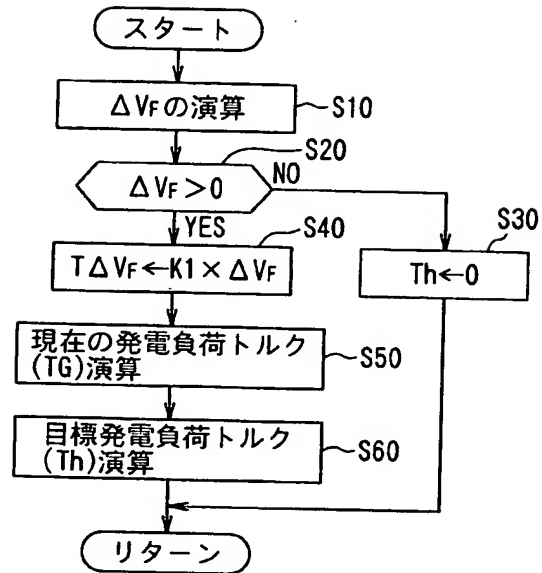 スタート
ΔVFの演算
S10
S20
ΔVF>0
NO
YES
S40
S30
TΔVF←K1×ΔVF
Th←0
現在の発電負荷トルク
(TG)演算
S50
目標発電負荷トルク
(Th)演算
S60
リターン